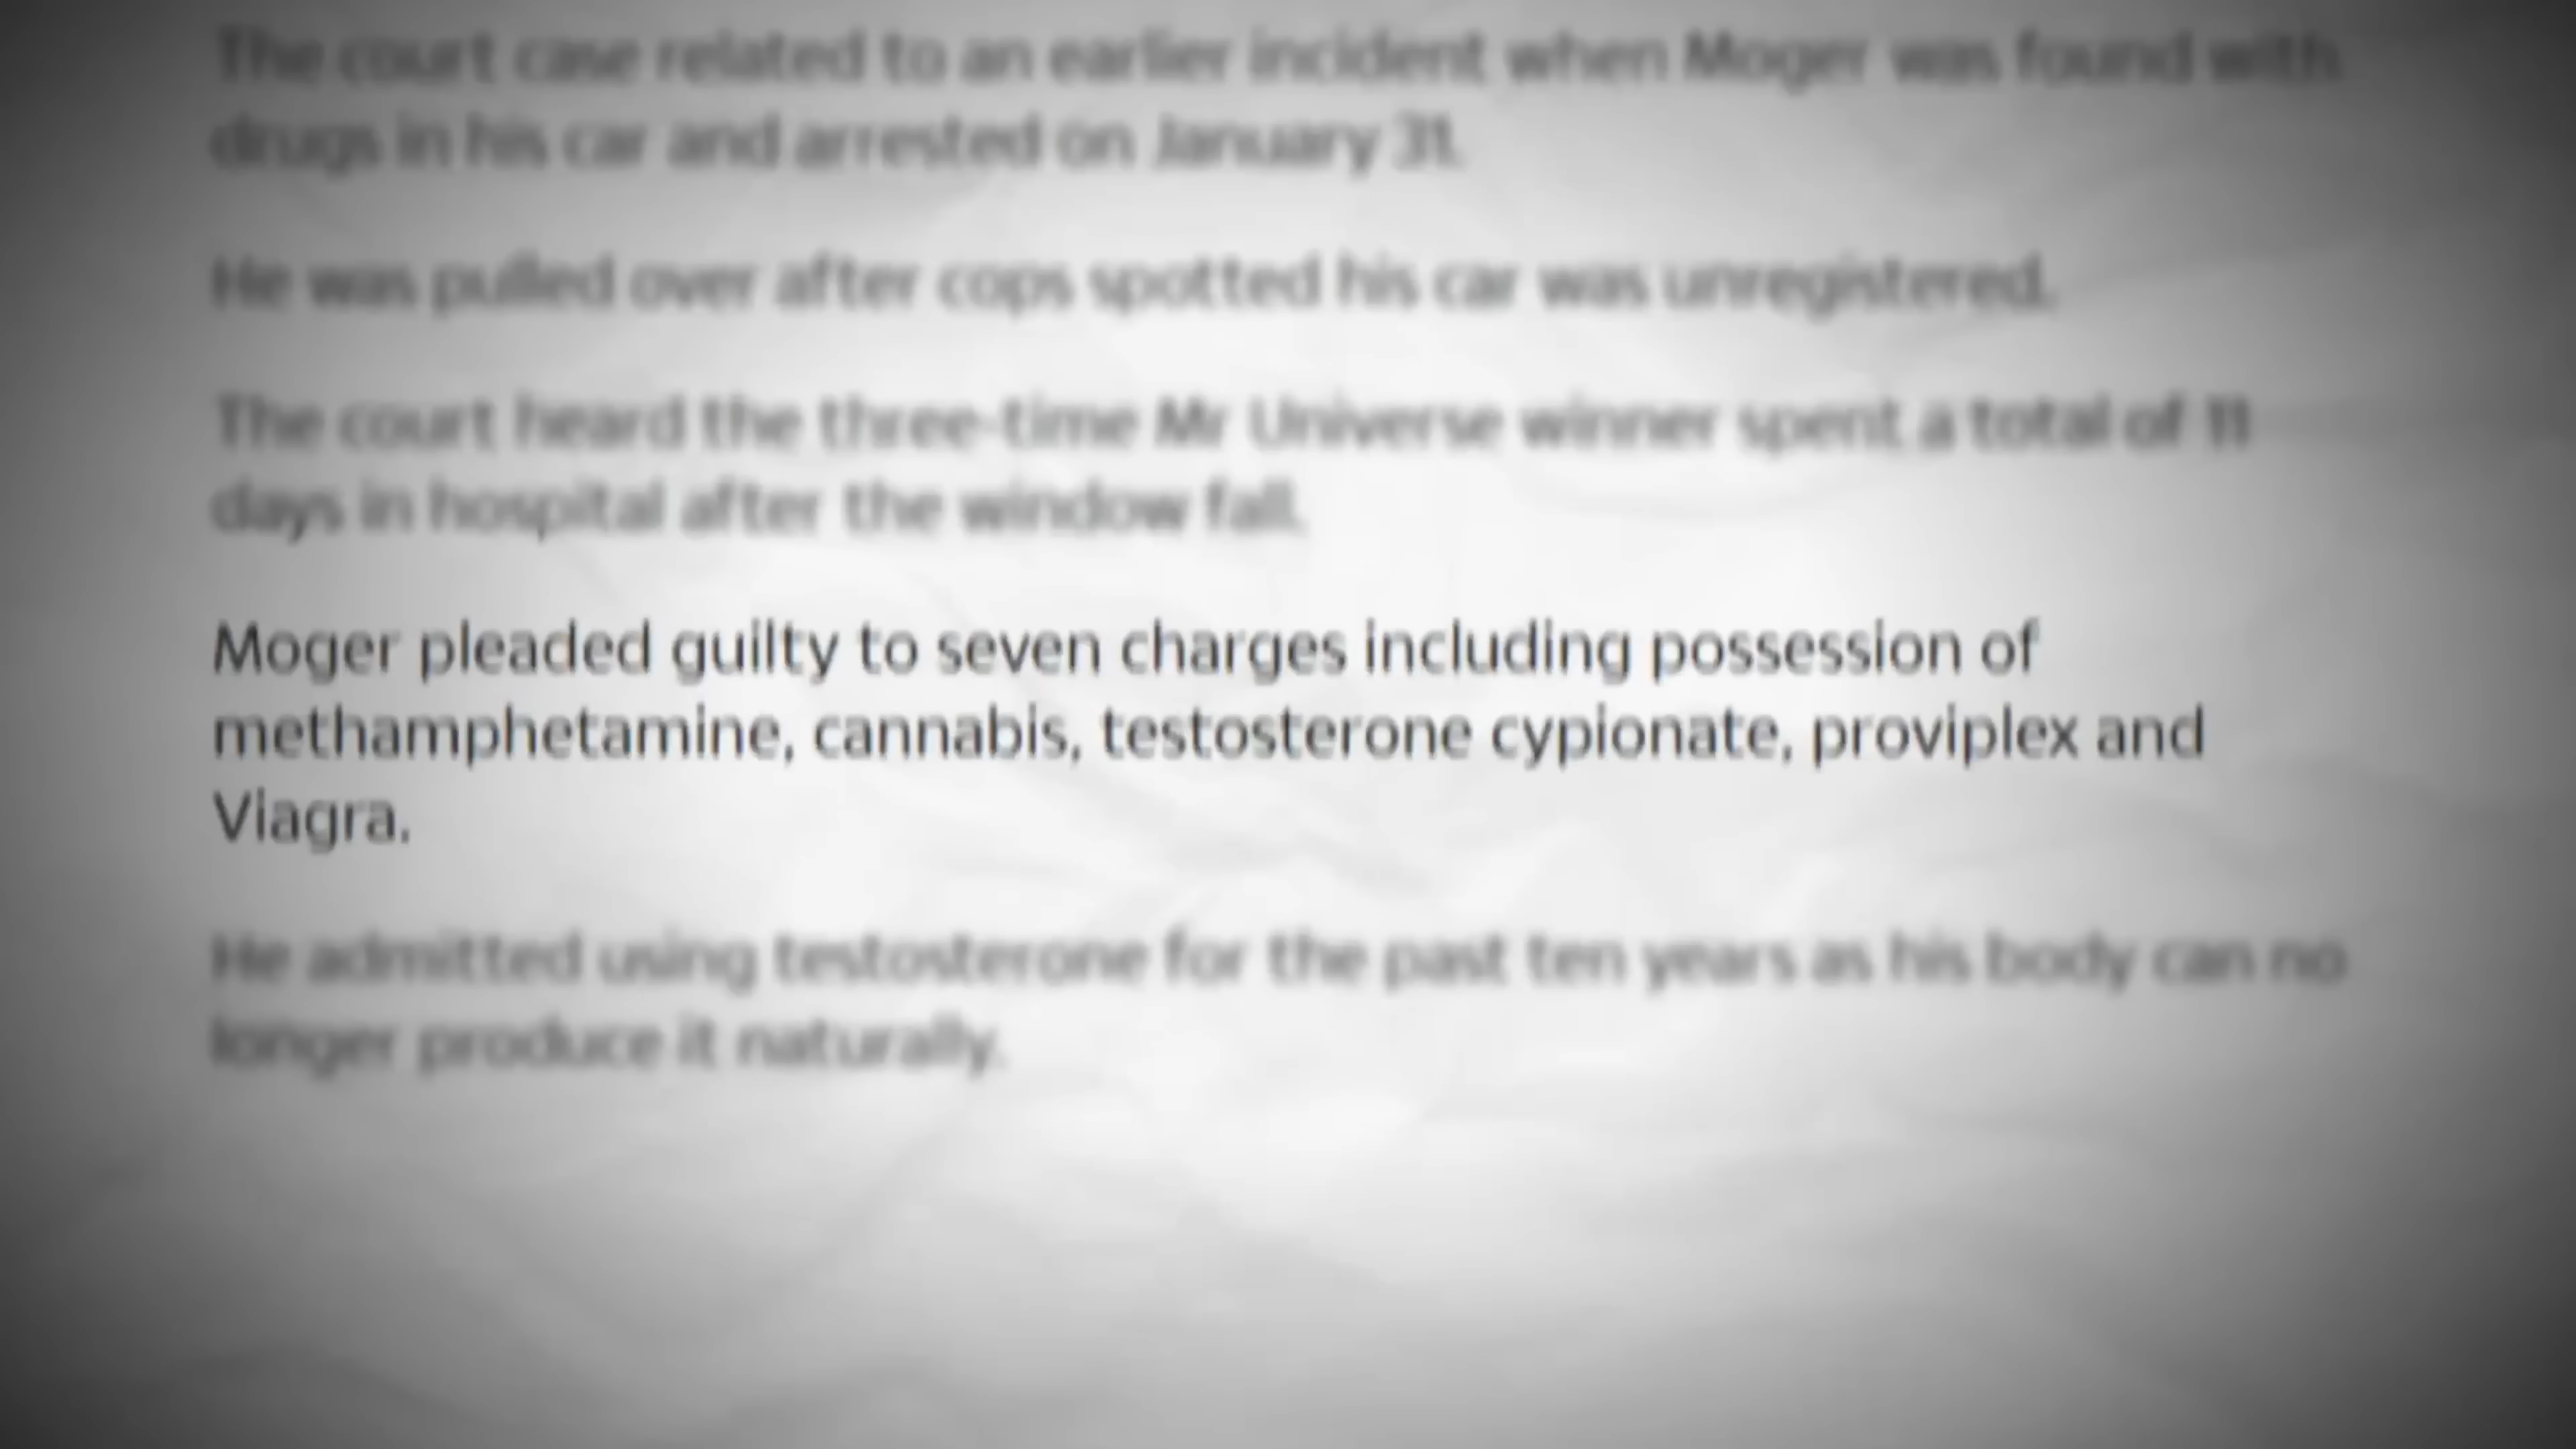 The court case related to an earlier incident when Moger was found with
drugs in his car and arrested on January 31.
He was pulled over after cops spotted his car was unregistered.
The court heard the three-time Mr Universe winner spent a total of 11
days in hospital after the window fall.
Moger pleaded guilty to seven charges including possession of
methamphetamine, cannabis, testosterone cypionate, proviplex and
Viagra.
He admitted using testosterone for the past ten years as his body can no
longer produce it naturally.